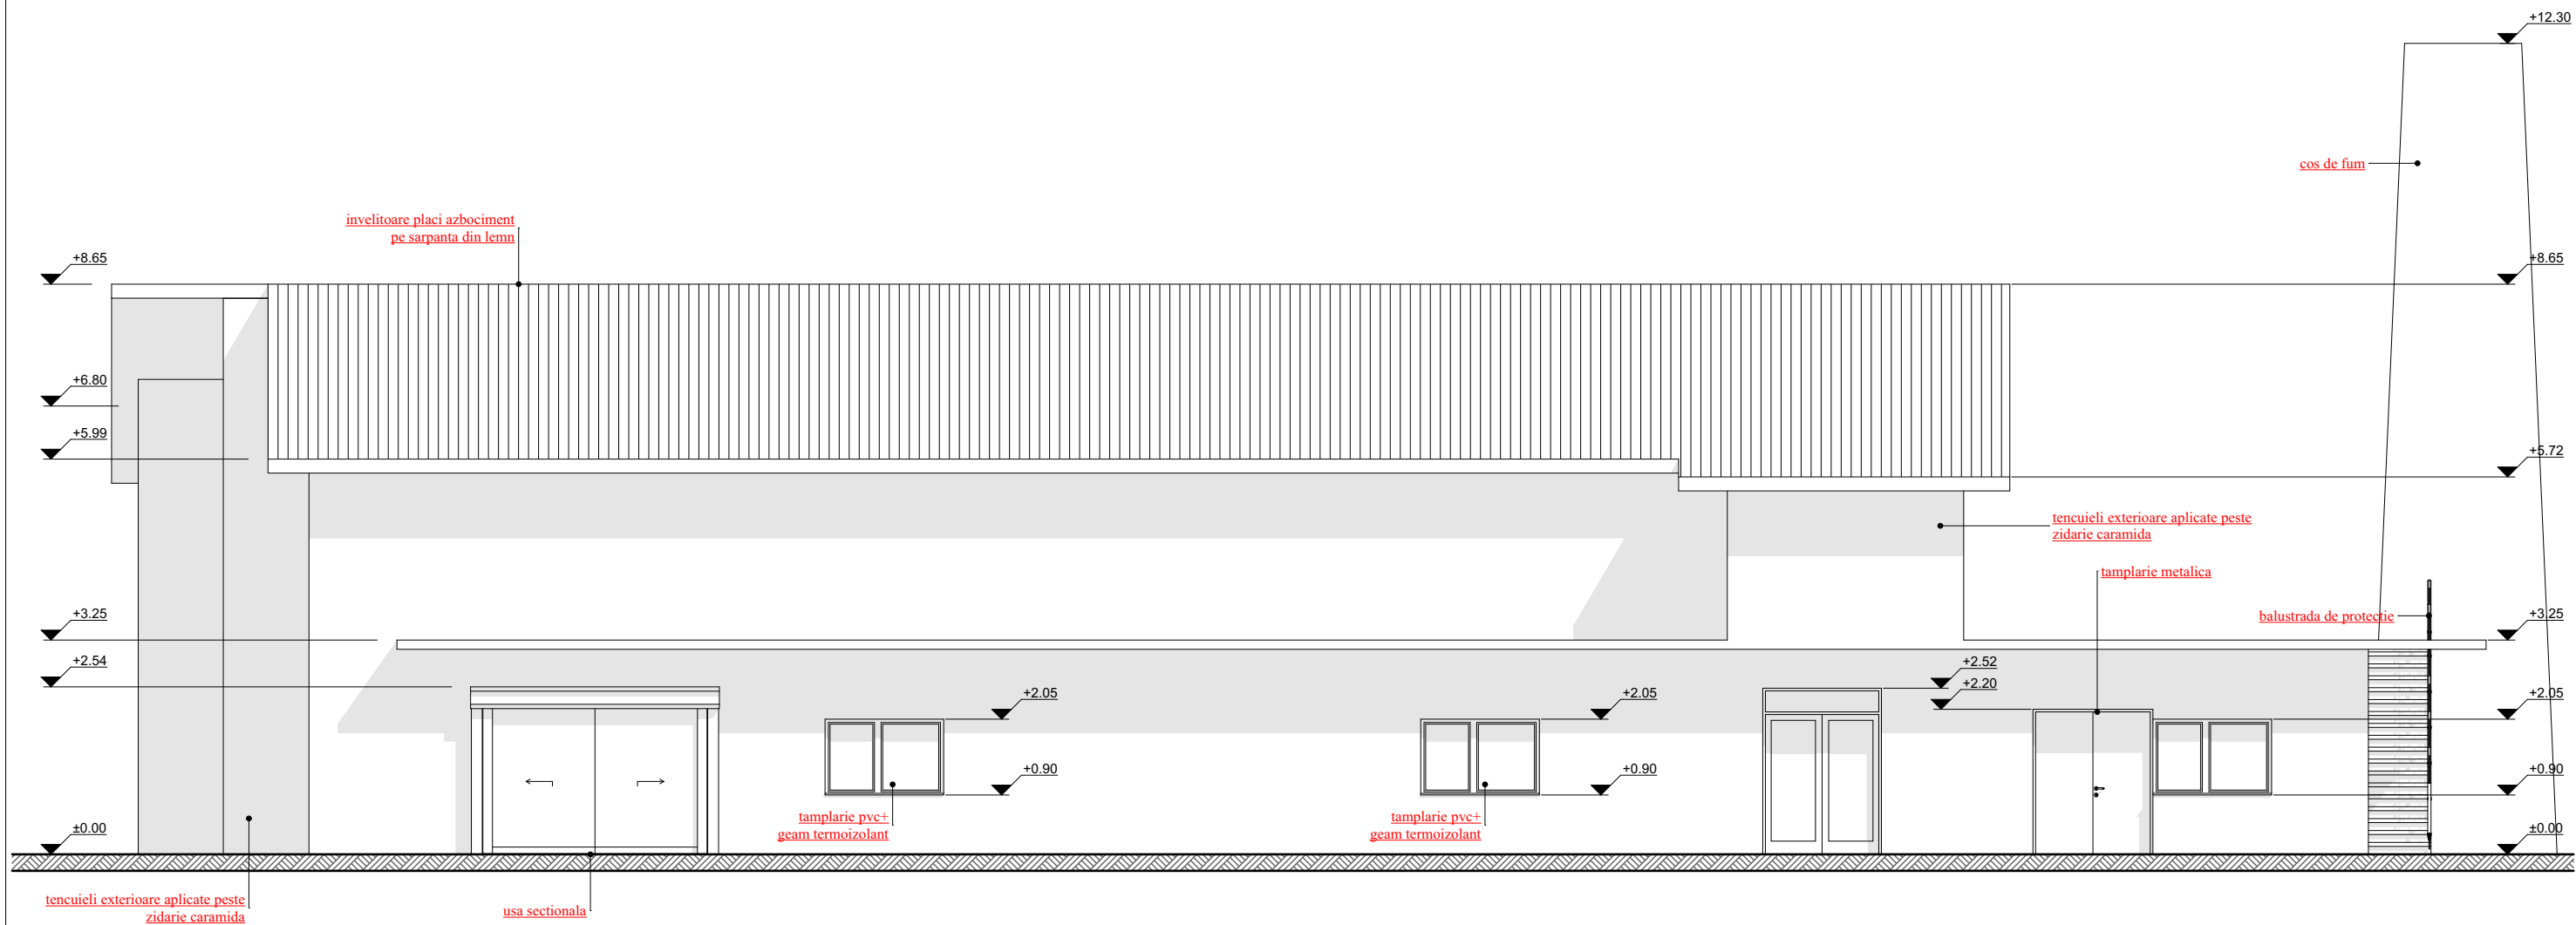 +12.30
cos de fum
invelitoare placi azbociment
pe sarpanta din lemn
+8.65
+8.65
+6.80
+5.99
+5.72
tencuieli exterioare aplicate peste
zidarie caramida
tamplarie metalica
balustrada de protectie
+3.25
+3.25
+2.54
+2.52
+2.20
+2.05
+2.05
+2.05
+0.90
+0.90
+0.90
tamplarie pvc+
geam termoizolant
tamplarie pvc+
geam termoizolant
±0.00
±0.00
tencuieli exterioare aplicate peste
zidarie caramida
usa sectionala